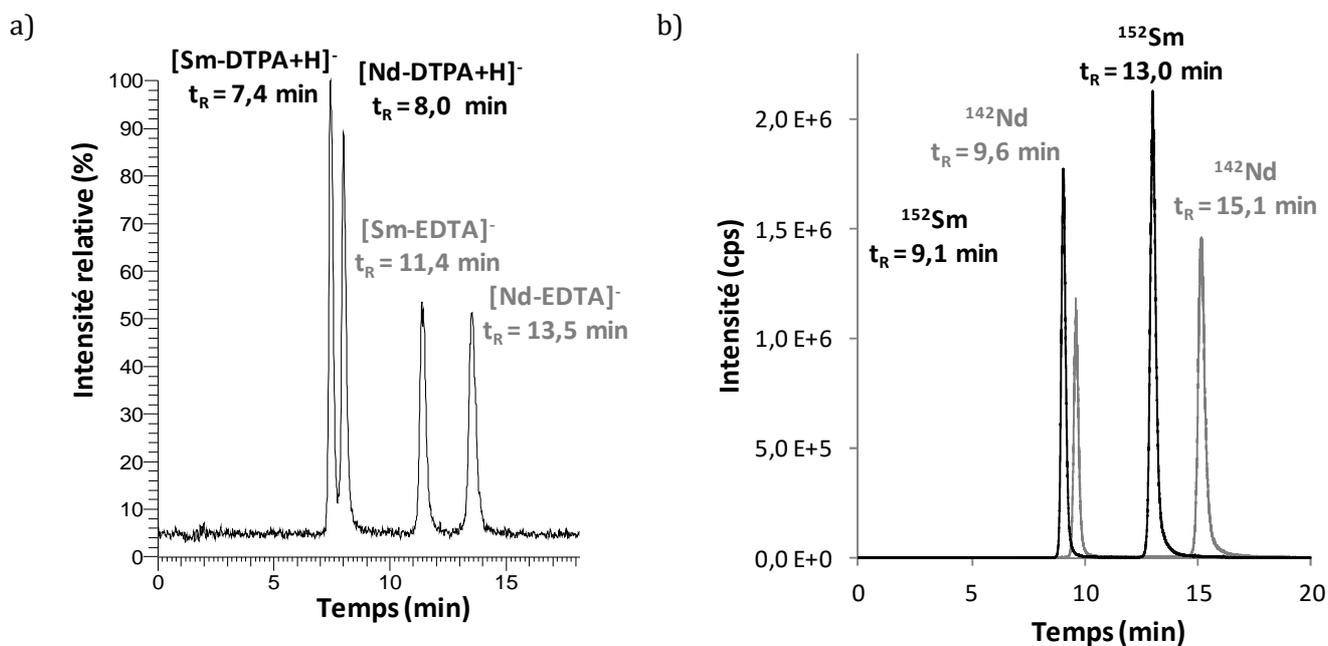 a)
[Sm-DTPA+H]-
tR = 7,4 min
[Nd-DTPA+H]-
tR = 8,0 min
[Sm-EDTA]-
tR = 11,4 min
[Nd-EDTA]-
tR = 13,5 min
Intensité relative (%)
100
90
80
70
60
50
40
30
20
10
0
0
5
10
15
Temps (min)
b)
152Sm
tR = 13,0 min
142Nd
tR = 9,6 min
142Nd
tR = 15,1 min
152Sm
tR = 9,1 min
Intensité (cps)
2,0 E+6
1,5 E+6
1,0 E+6
5,0 E+5
0,0 E+0
0
5
10
15
20
Temps (min)